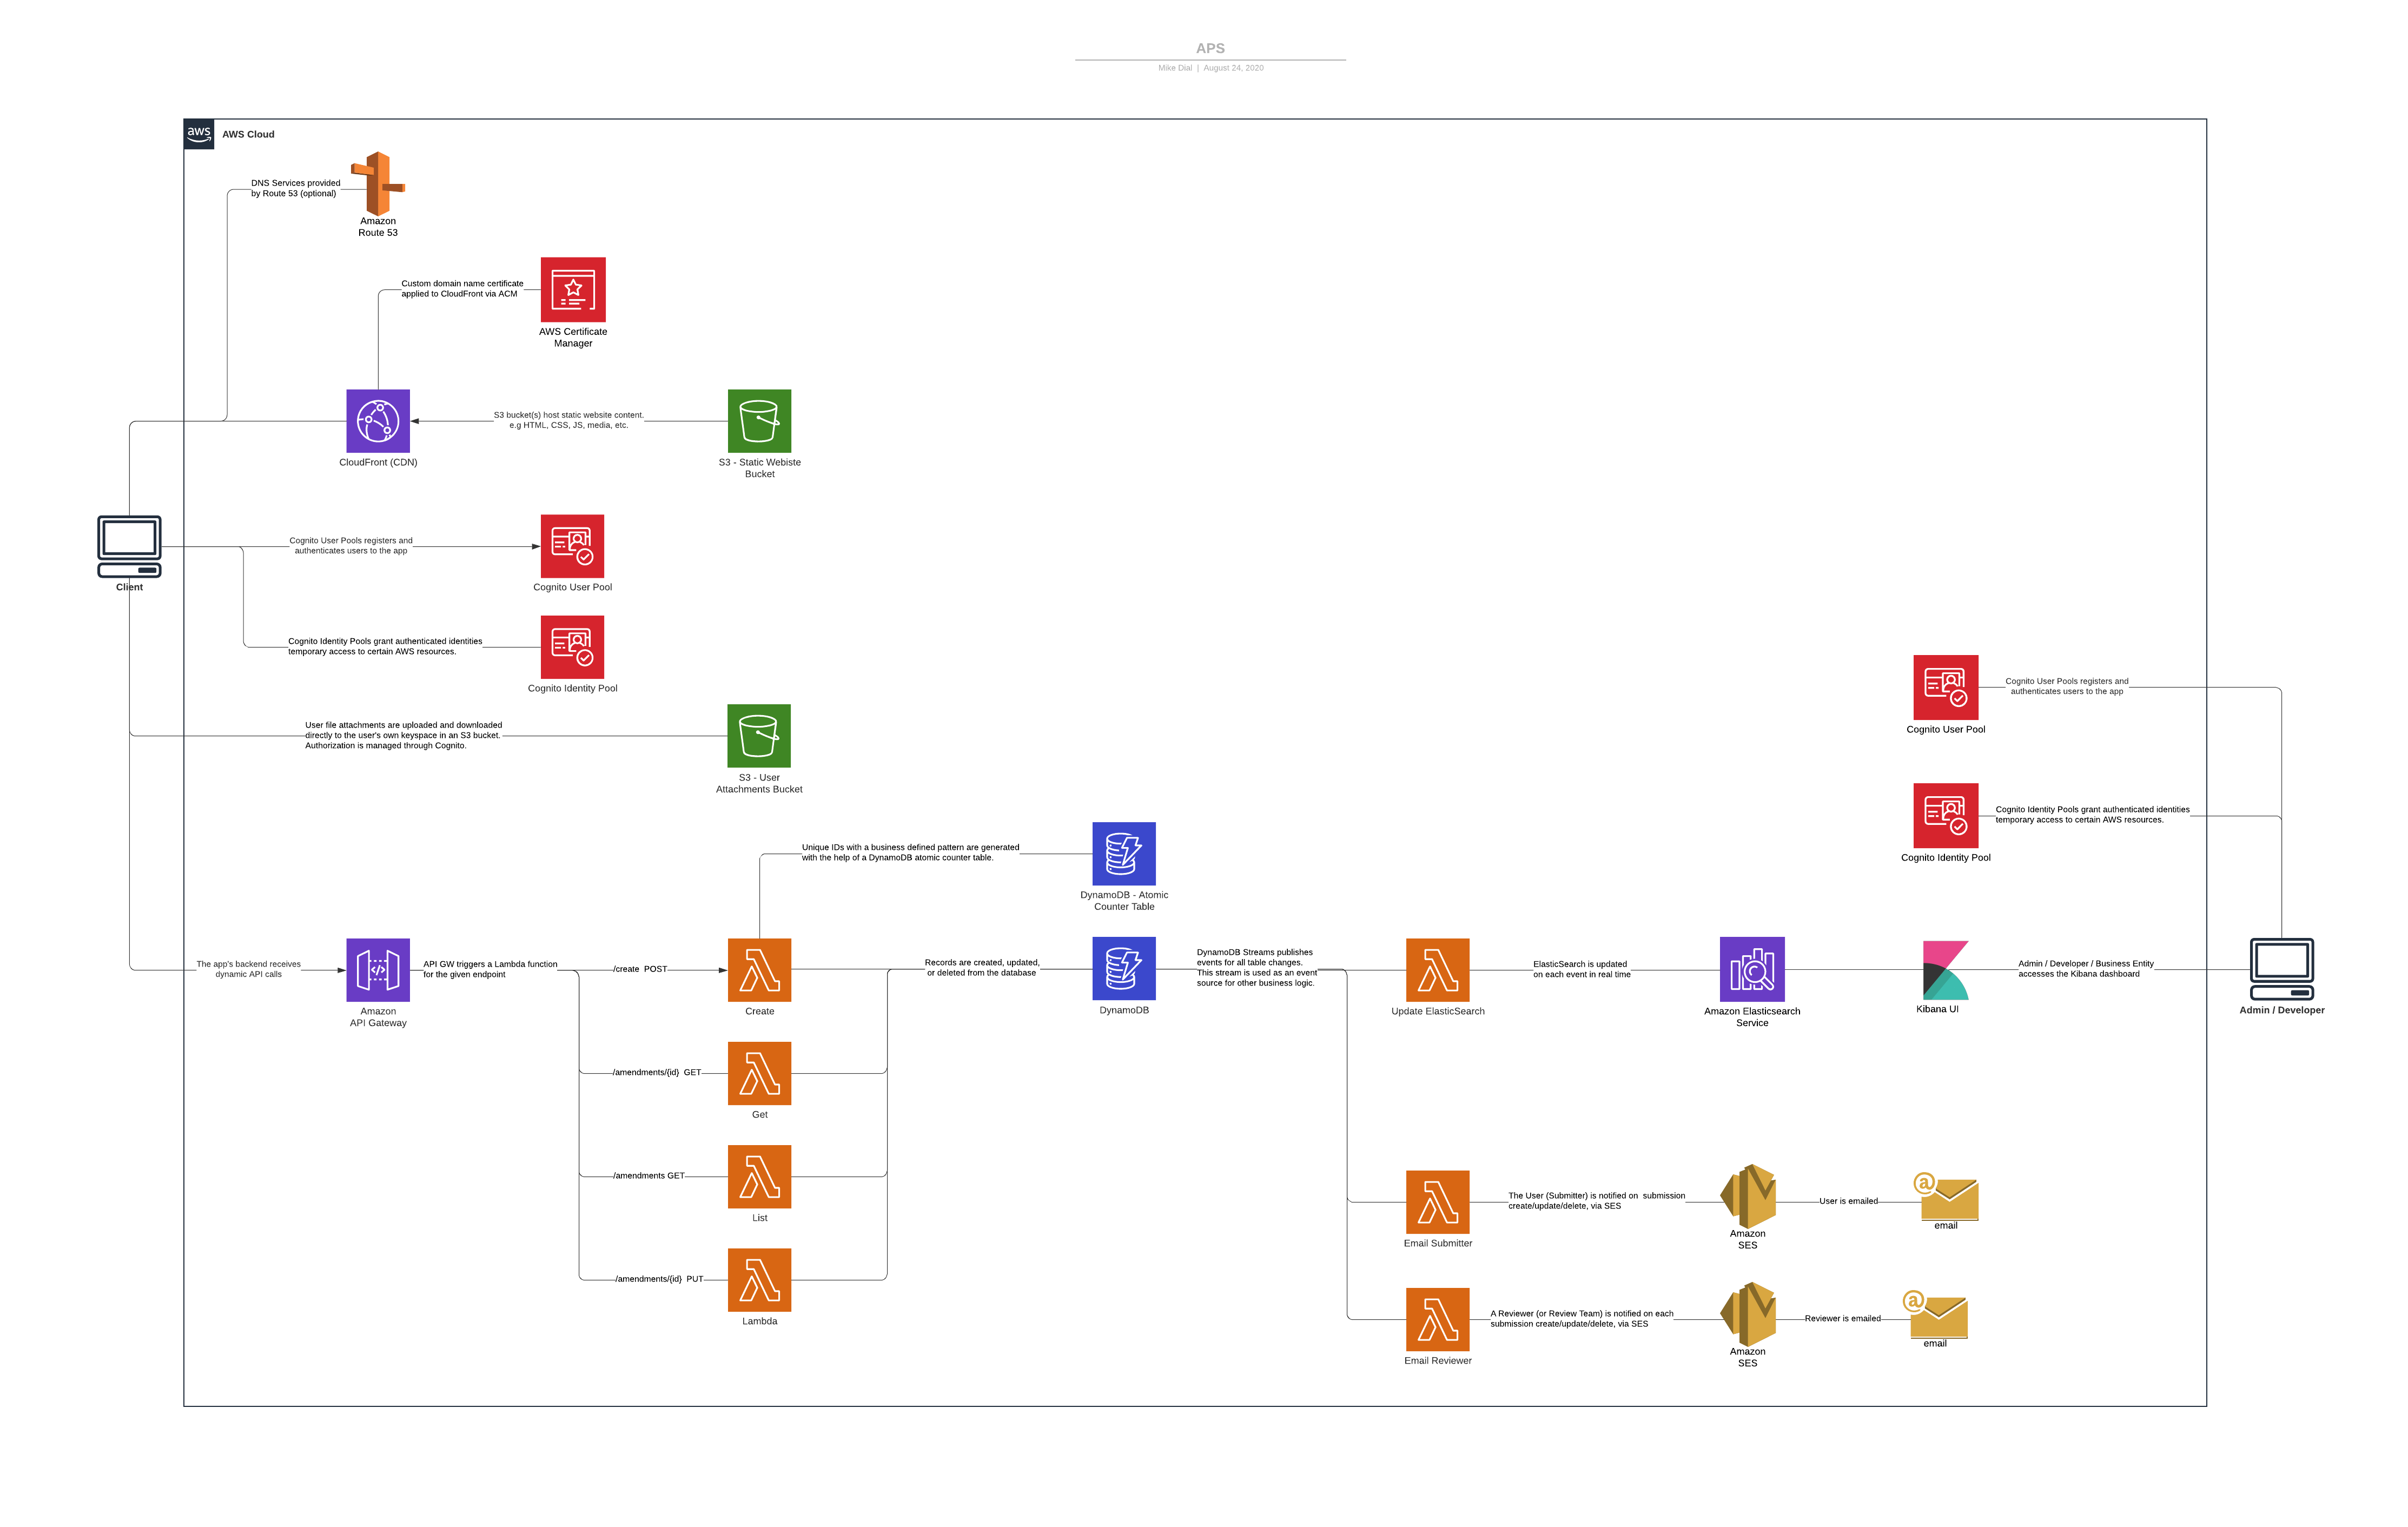 APS
Mike Dial | August 24, 2020
aws
AWS Cloud
DNS Services provided
by Route 53 (optional)
Amazon
Route 53
Custom domain name certificate
applied to CloudFront via ACM
AWS Certificate
Manager
S3 bucket(s) host static website content.
e.g HTML, CSS, JS, media, etc.
CloudFront (CDN)
S3 - Static Webiste
Bucket
Client
Cognito User Pools registers and
authenticates users to the app
Cognito User Pool
Cognito Identity Pools grant authenticated identities
temporary access to certain AWS resources.
Cognito Identity Pool
User file attachments are uploaded and downloaded
directly to the user's own keyspace in an S3 bucket.
Authorization is managed through Cognito.
S3 - User
Attachments Bucket
Cognito User Pools registers and
authenticates users to the app
Cognito User Pool
Cognito Identity Pools grant authenticated identities
temporary access to certain AWS resources.
Cognito Identity Pool
Unique IDs with a business defined pattern are generated
with the help of a DynamoDB atomic counter table.
DynamoDB - Atomic
Counter Table
The app's backend receives
dynamic API calls
Amazon
API Gateway
API GW triggers a Lambda function
for the given endpoint
/create POST
Create
Records are created, updated,
or deleted from the database
DynamoDB
DynamoDB Streams publishes
events for all table changes.
This stream is used as an event
source for other business logic.
Update ElasticSearch
ElasticSearch is updated
on each event in real time
Amazon Elasticsearch
Service
Kibana UI
Admin / Developer / Business Entity
accesses the Kibana dashboard
Admin / Developer
/amendments/{id} GET
Get
/amendments GET
List
/amendments/{id} PUT
Lambda
Email Submitter
The User (Submitter) is notified on submission
create/update/delete, via SES
Amazon
SES
User is emailed
@
email
Email Reviewer
A Reviewer (or Review Team) is notified on each
submission create/update/delete, via SES
Amazon
SES
Reviewer is emailed
@
email